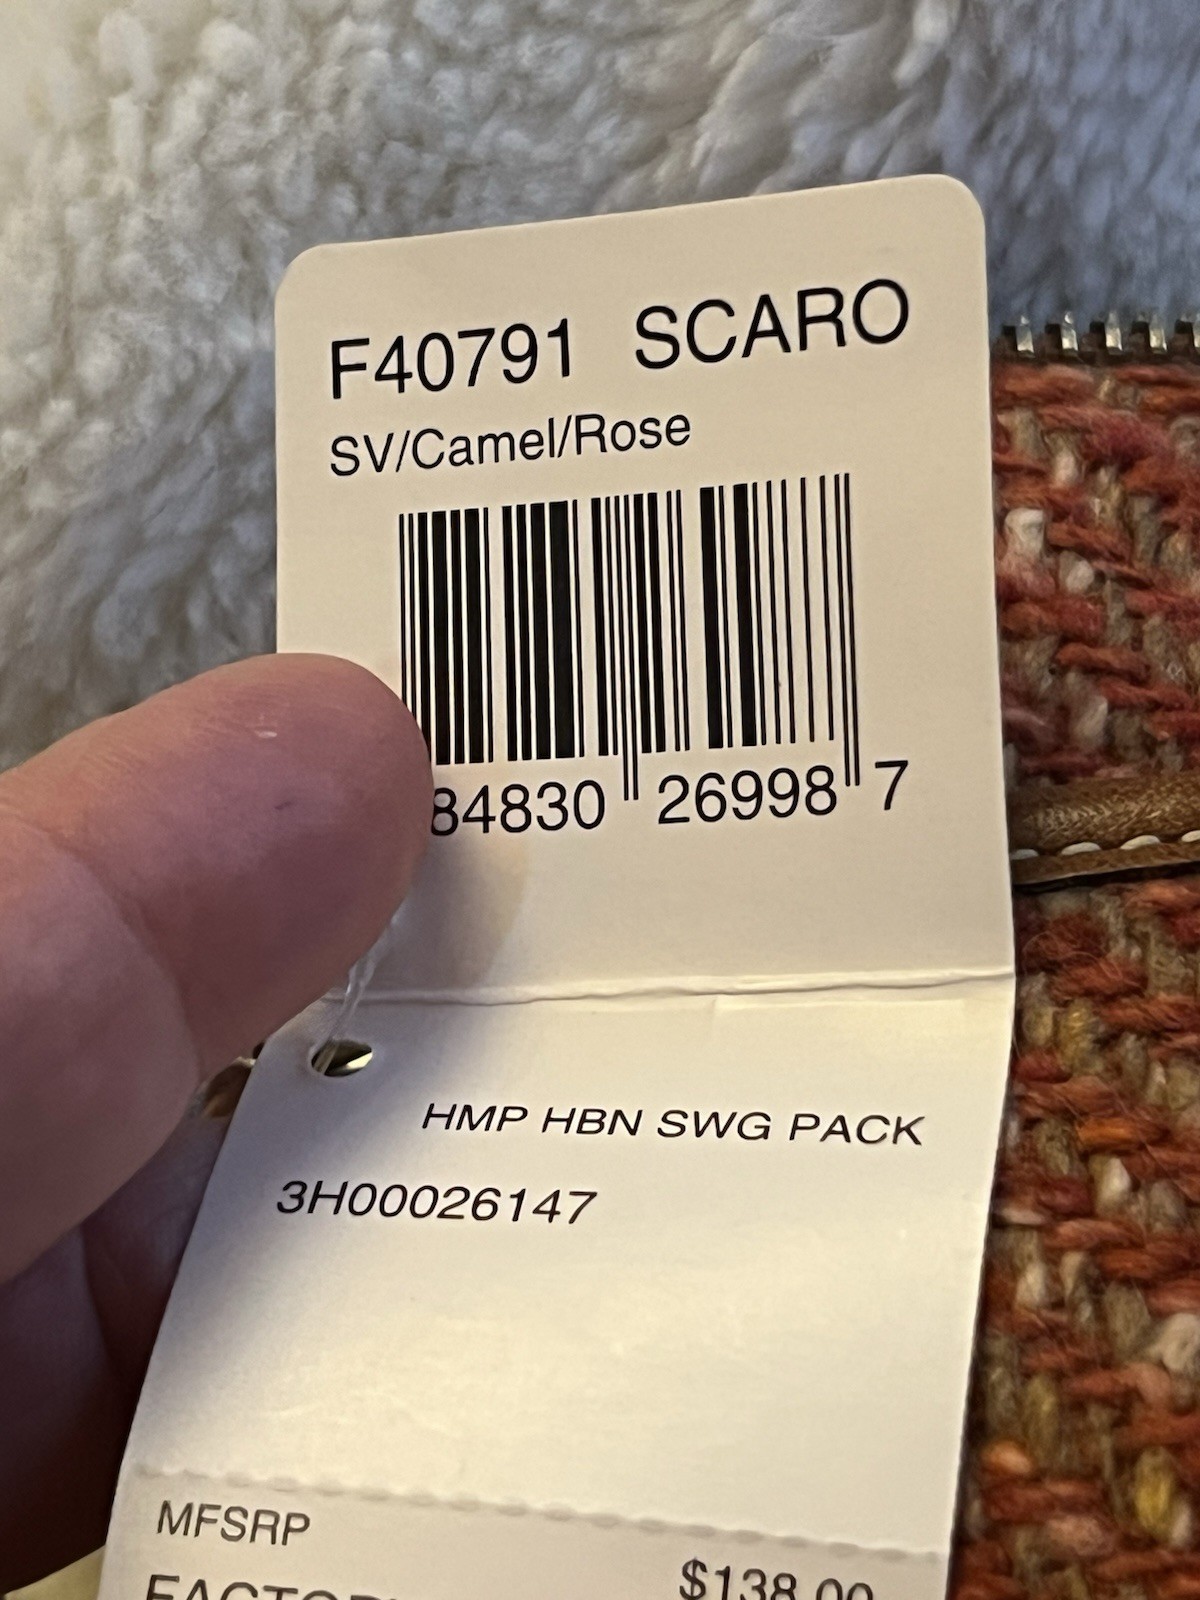 F40791 SCARO
SV/Camel/Rose
84830 26998 7
HMP HBN SWG PACK
3H00026147
MFSRP
$138.00